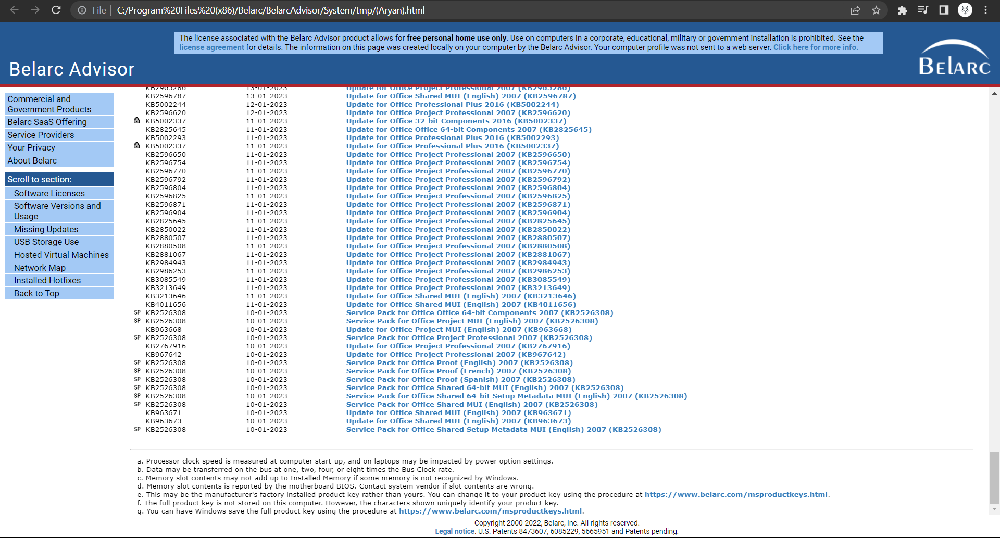 File | C:/Program%20Files%20(x86)/Belarc/BelarcAdvisor/System/tmp/(Aryan).html
The license associated with the Belarc Advisor product allows for free personal home use only. Use on computers in a corporate, educational, military or government installation is prohibited. See the
license agreement for details. The information on this page was created locally on your computer by the Belarc Advisor. Your computer profile was not sent to a web server. Click here for more info.
Belarc Advisor
BELARC
Commercial and
Government Products
Belarc SaaS Offering
Service Providers
Your Privacy
About Belarc
Scroll to section:
Software Licenses
Software Versions and
Usage
Missing Updates
USB Storage Use
Hosted Virtual Machines
Network Map
Installed Hotfixes
Back to Top
KB2965286 13-01-2023 Update for Office Project Professional 2007 (KB2965286)
KB2596787 13-01-2023 Update for Office Shared MUI (English) 2007 (KB2596787)
KB5002244 12-01-2023 Update for Office Professional Plus 2016 (KB5002244)
KB2596620 12-01-2023 Update for Office Project Professional 2007 (KB2596620)
KB5002337 11-01-2023 Update for Office 32-bit Components 2016 (KB5002337)
KB2825645 11-01-2023 Update for Office Office 64-bit Components 2007 (KB2825645)
KB5002293 11-01-2023 Update for Office Professional Plus 2016 (KB5002293)
KB5002337 11-01-2023 Update for Office Professional Plus 2016 (KB5002337)
KB2596650 11-01-2023 Update for Office Project Professional 2007 (KB2596650)
KB2596754 11-01-2023 Update for Office Project Professional 2007 (KB2596754)
KB2596770 11-01-2023 Update for Office Project Professional 2007 (KB2596770)
KB2596792 11-01-2023 Update for Office Project Professional 2007 (KB2596792)
KB2596804 11-01-2023 Update for Office Project Professional 2007 (KB2596804)
KB2596825 11-01-2023 Update for Office Project Professional 2007 (KB2596825)
KB2596871 11-01-2023 Update for Office Project Professional 2007 (KB2596871)
KB2596904 11-01-2023 Update for Office Project Professional 2007 (KB2596904)
KB2825645 11-01-2023 Update for Office Project Professional 2007 (KB2825645)
KB2850022 11-01-2023 Update for Office Project Professional 2007 (KB2850022)
KB2880507 11-01-2023 Update for Office Project Professional 2007 (KB2880507)
KB2880508 11-01-2023 Update for Office Project Professional 2007 (KB2880508)
KB2881067 11-01-2023 Update for Office Project Professional 2007 (KB2881067)
KB2984943 11-01-2023 Update for Office Project Professional 2007 (KB2984943)
KB2986253 11-01-2023 Update for Office Project Professional 2007 (KB2986253)
KB3085549 11-01-2023 Update for Office Project Professional 2007 (KB3085549)
KB3213649 11-01-2023 Update for Office Project Professional 2007 (KB3213649)
KB3213646 11-01-2023 Update for Office Shared MUI (English) 2007 (KB3213646)
KB4011656 11-01-2023 Update for Office Shared MUI (English) 2007 (KB4011656)
SP KB2526308 10-01-2023 Service Pack for Office Office 64-bit Components 2007 (KB2526308)
SP KB2526308 10-01-2023 Service Pack for Office Project MUI (English) 2007 (KB2526308)
KB963668 10-01-2023 Update for Office Project MUI (English) 2007 (KB963668)
SP KB2526308 10-01-2023 Service Pack for Office Project Professional 2007 (KB2526308)
KB2767916 10-01-2023 Update for Office Project Professional 2007 (KB2767916)
KB967642 10-01-2023 Update for Office Project Professional 2007 (KB967642)
SP KB2526308 10-01-2023 Service Pack for Office Proof (English) 2007 (KB2526308)
SP KB2526308 10-01-2023 Service Pack for Office Proof (French) 2007 (KB2526308)
SP KB2526308 10-01-2023 Service Pack for Office Proof (Spanish) 2007 (KB2526308)
SP KB2526308 10-01-2023 Service Pack for Office Shared 64-bit MUI (English) 2007 (KB2526308)
SP KB2526308 10-01-2023 Service Pack for Office Shared 64-bit Setup Metadata MUI (English) 2007 (KB2526308)
SP KB2526308 10-01-2023 Service Pack for Office Shared MUI (English) 2007 (KB2526308)
KB963671 10-01-2023 Update for Office Shared MUI (English) 2007 (KB963671)
KB963673 10-01-2023 Update for Office Shared MUI (English) 2007 (KB963673)
SP KB2526308 10-01-2023 Service Pack for Office Shared Setup Metadata MUI (English) 2007 (KB2526308)
a. Processor clock speed is measured at computer start-up, and on laptops may be impacted by power option settings.
b. Data may be transferred on the bus at one, two, four, or eight times the Bus Clock rate.
c. Memory slot contents may not add up to Installed Memory if some memory is not recognized by Windows.
d. Memory slot contents is reported by the motherboard BIOS. Contact system vendor if slot contents are wrong.
e. This may be the manufacturer's factory installed product key rather than yours. You can change it to your product key using the procedure at https://www.belarc.com/msproductkeys.html.
f. The full product key is not stored on this computer. However, the characters shown uniquely identify your product key.
g. You can have Windows save the full product key using the procedure at https://www.belarc.com/msproductkeys.html.
Copyright 2000-2022, Belarc, Inc. All rights reserved.
Legal notice. U.S. Patents 8473607, 6085229, 5665951 and Patents pending.